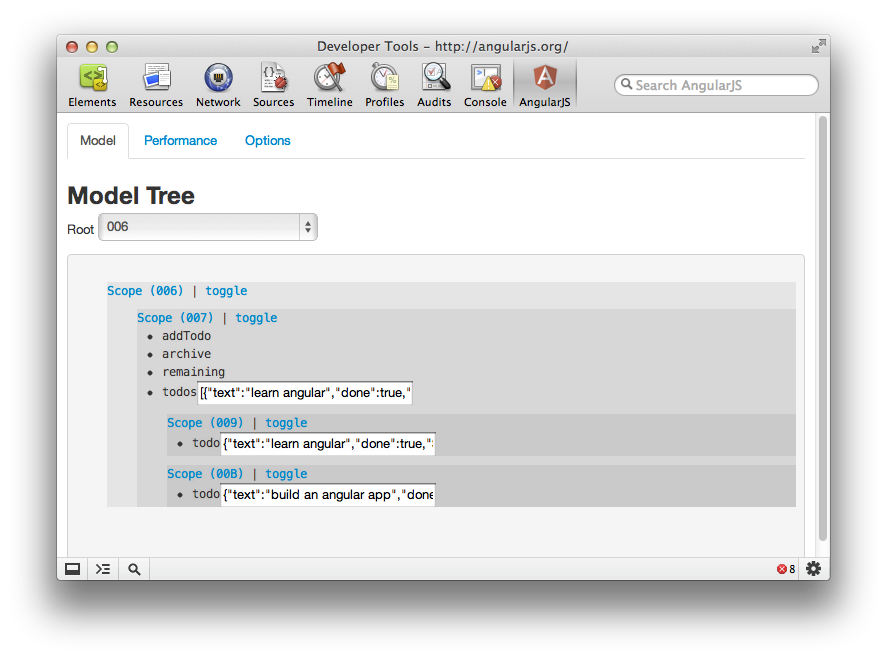 Developer Tools - http://angularjs.org/
Elements Resources Network Sources Timeline Profiles Audits Console AngularJS Search AngularJS
Model Performance Options
Model Tree
Root 006
Scope (006) | toggle
Scope (007) | toggle
addTodo
archive
remaining
todos [{"text":"learn angular","done":true,"
Scope (009) | toggle
todo {"text":"learn angular","done":true,"
Scope (00B) | toggle
todo {"text":"build an angular app","done
8